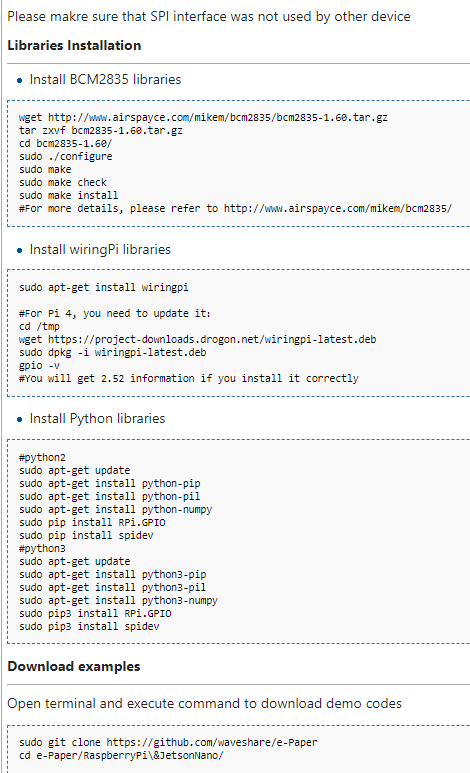 Please makre sure that SPI interface was not used by other device
Libraries Installation
Install BCM2835 libraries
wget http://www.airspayce.com/mikem/bcm2835/bcm2835-1.60.tar.gz
tar zxvf bcm2835-1.60.tar.gz
cd bcm2835-1.60/
sudo ./configure
sudo make
sudo make check
sudo make install
#For more details, please refer to http://www.airspayce.com/mikem/bcm2835/
Install wiringPi libraries
sudo apt-get install wiringpi
#For Pi 4, you need to update it:
cd /tmp
wget https://project-downloads.drogon.net/wiringpi-latest.deb
sudo dpkg -i wiringpi-latest.deb
gpio -v
#You will get 2.52 information if you install it correctly
Install Python libraries
#python2
sudo apt-get update
sudo apt-get install python-pip
sudo apt-get install python-pil
sudo apt-get install python-numpy
sudo pip install RPi.GPIO
sudo pip install spidev
#python3
sudo apt-get update
sudo apt-get install python3-pip
sudo apt-get install python3-pil
sudo apt-get install python3-numpy
sudo pip3 install RPi.GPIO
sudo pip3 install spidev
Download examples
Open terminal and execute command to download demo codes
sudo git clone https://github.com/waveshare/e-Paper
cd e-Paper/RaspberryPi\&JetsonNano/